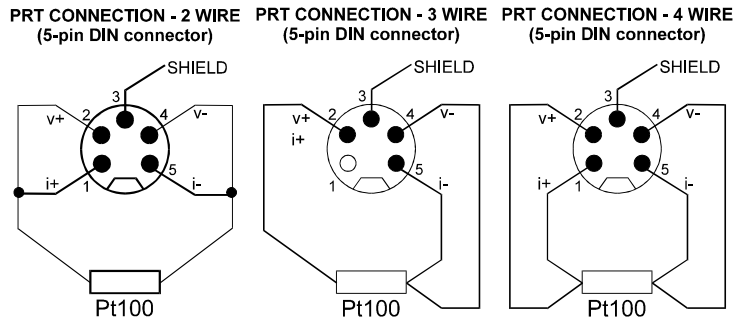 PRT CONNECTION - 2 WIRE
(5-pin DIN connector)
SHIELD
3
2
4
v+
v-
1
5
i+
i-
Pt100
PRT CONNECTION - 3 WIRE
(5-pin DIN connector)
SHIELD
3
2
4
v+
v-
i+
1
5
i-
Pt100
PRT CONNECTION - 4 WIRE
(5-pin DIN connector)
SHIELD
3
2
4
v+
v-
1
5
i+
i-
Pt100